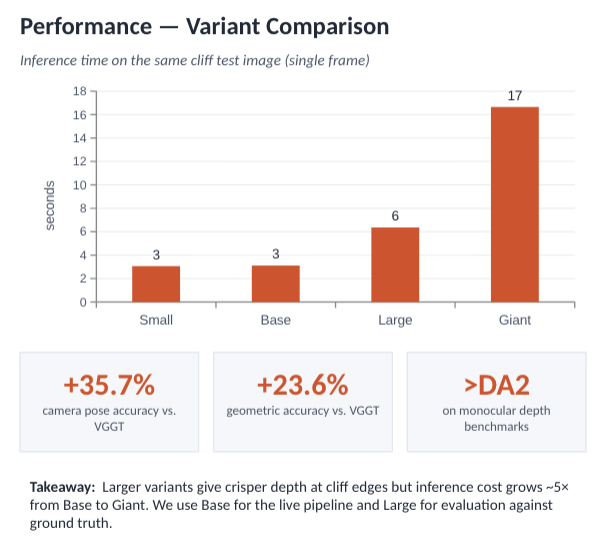 Performance — Variant Comparison
Inference time on the same cliff test image (single frame)
18
16
14
12
10
8
6
4
2
0
seconds
3
3
6
17
Small
Base
Large
Giant
+35.7%
camera pose accuracy vs.
VGGT
+23.6%
geometric accuracy vs. VGGT
>DA2
on monocular depth
benchmarks
Takeaway: Larger variants give crisper depth at cliff edges but inference cost grows ~5×
from Base to Giant. We use Base for the live pipeline and Large for evaluation against
ground truth.